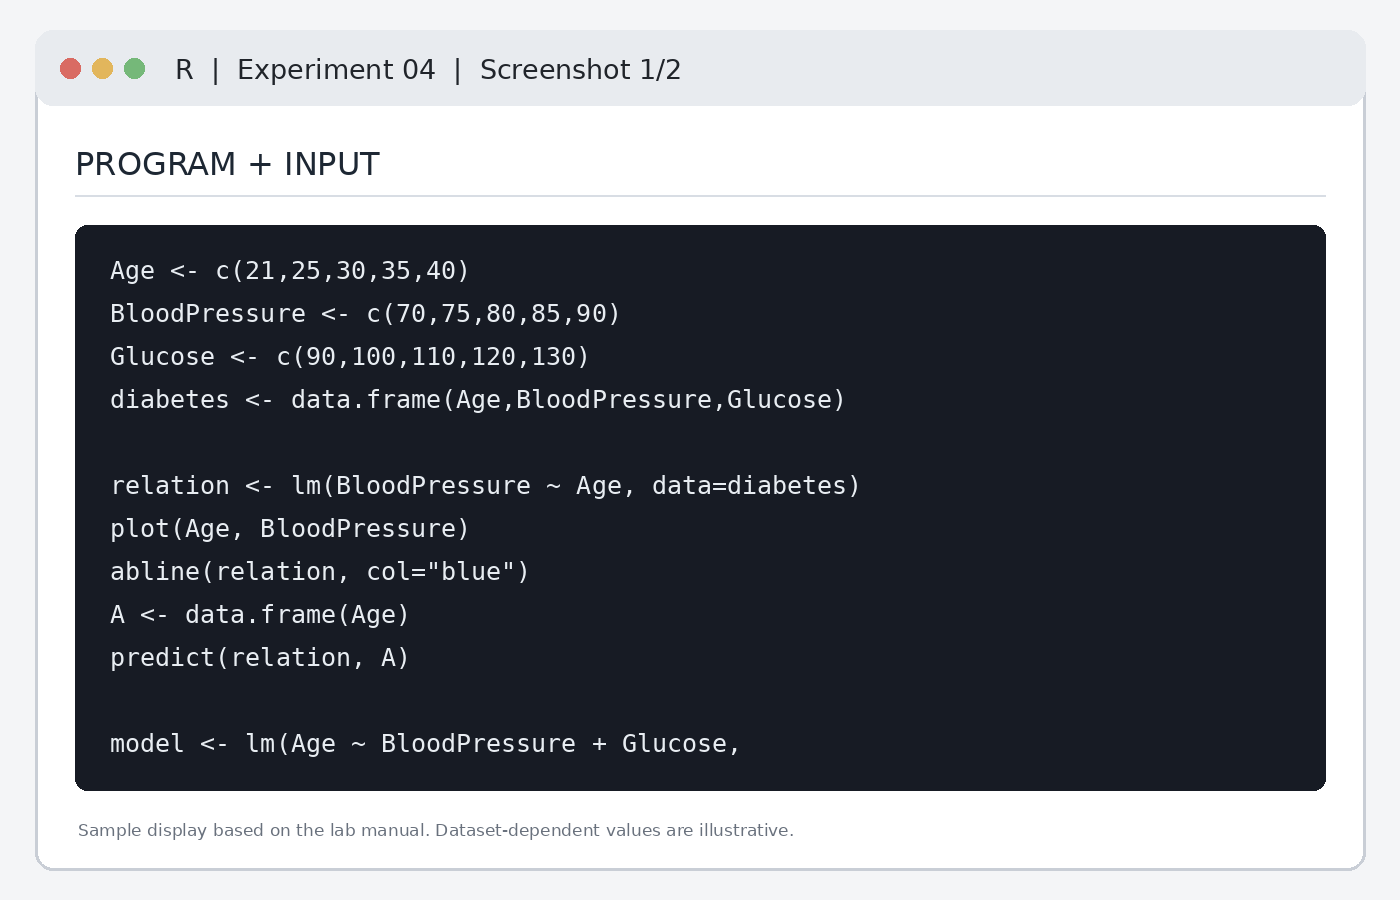 R | Experiment 04 | Screenshot 1/2
PROGRAM + INPUT
Age <- c(21,25,30,35,40)
BloodPressure <- c(70,75,80,85,90)
Glucose <- c(90,100,110,120,130)
diabetes <- data.frame(Age,BloodPressure,Glucose)
relation <- lm(BloodPressure ~ Age, data=diabetes)
plot(Age, BloodPressure)
abline(relation, col="blue")
A <- data.frame(Age)
predict(relation, A)
model <- lm(Age ~ BloodPressure + Glucose,
Sample display based on the lab manual. Dataset-dependent values are illustrative.